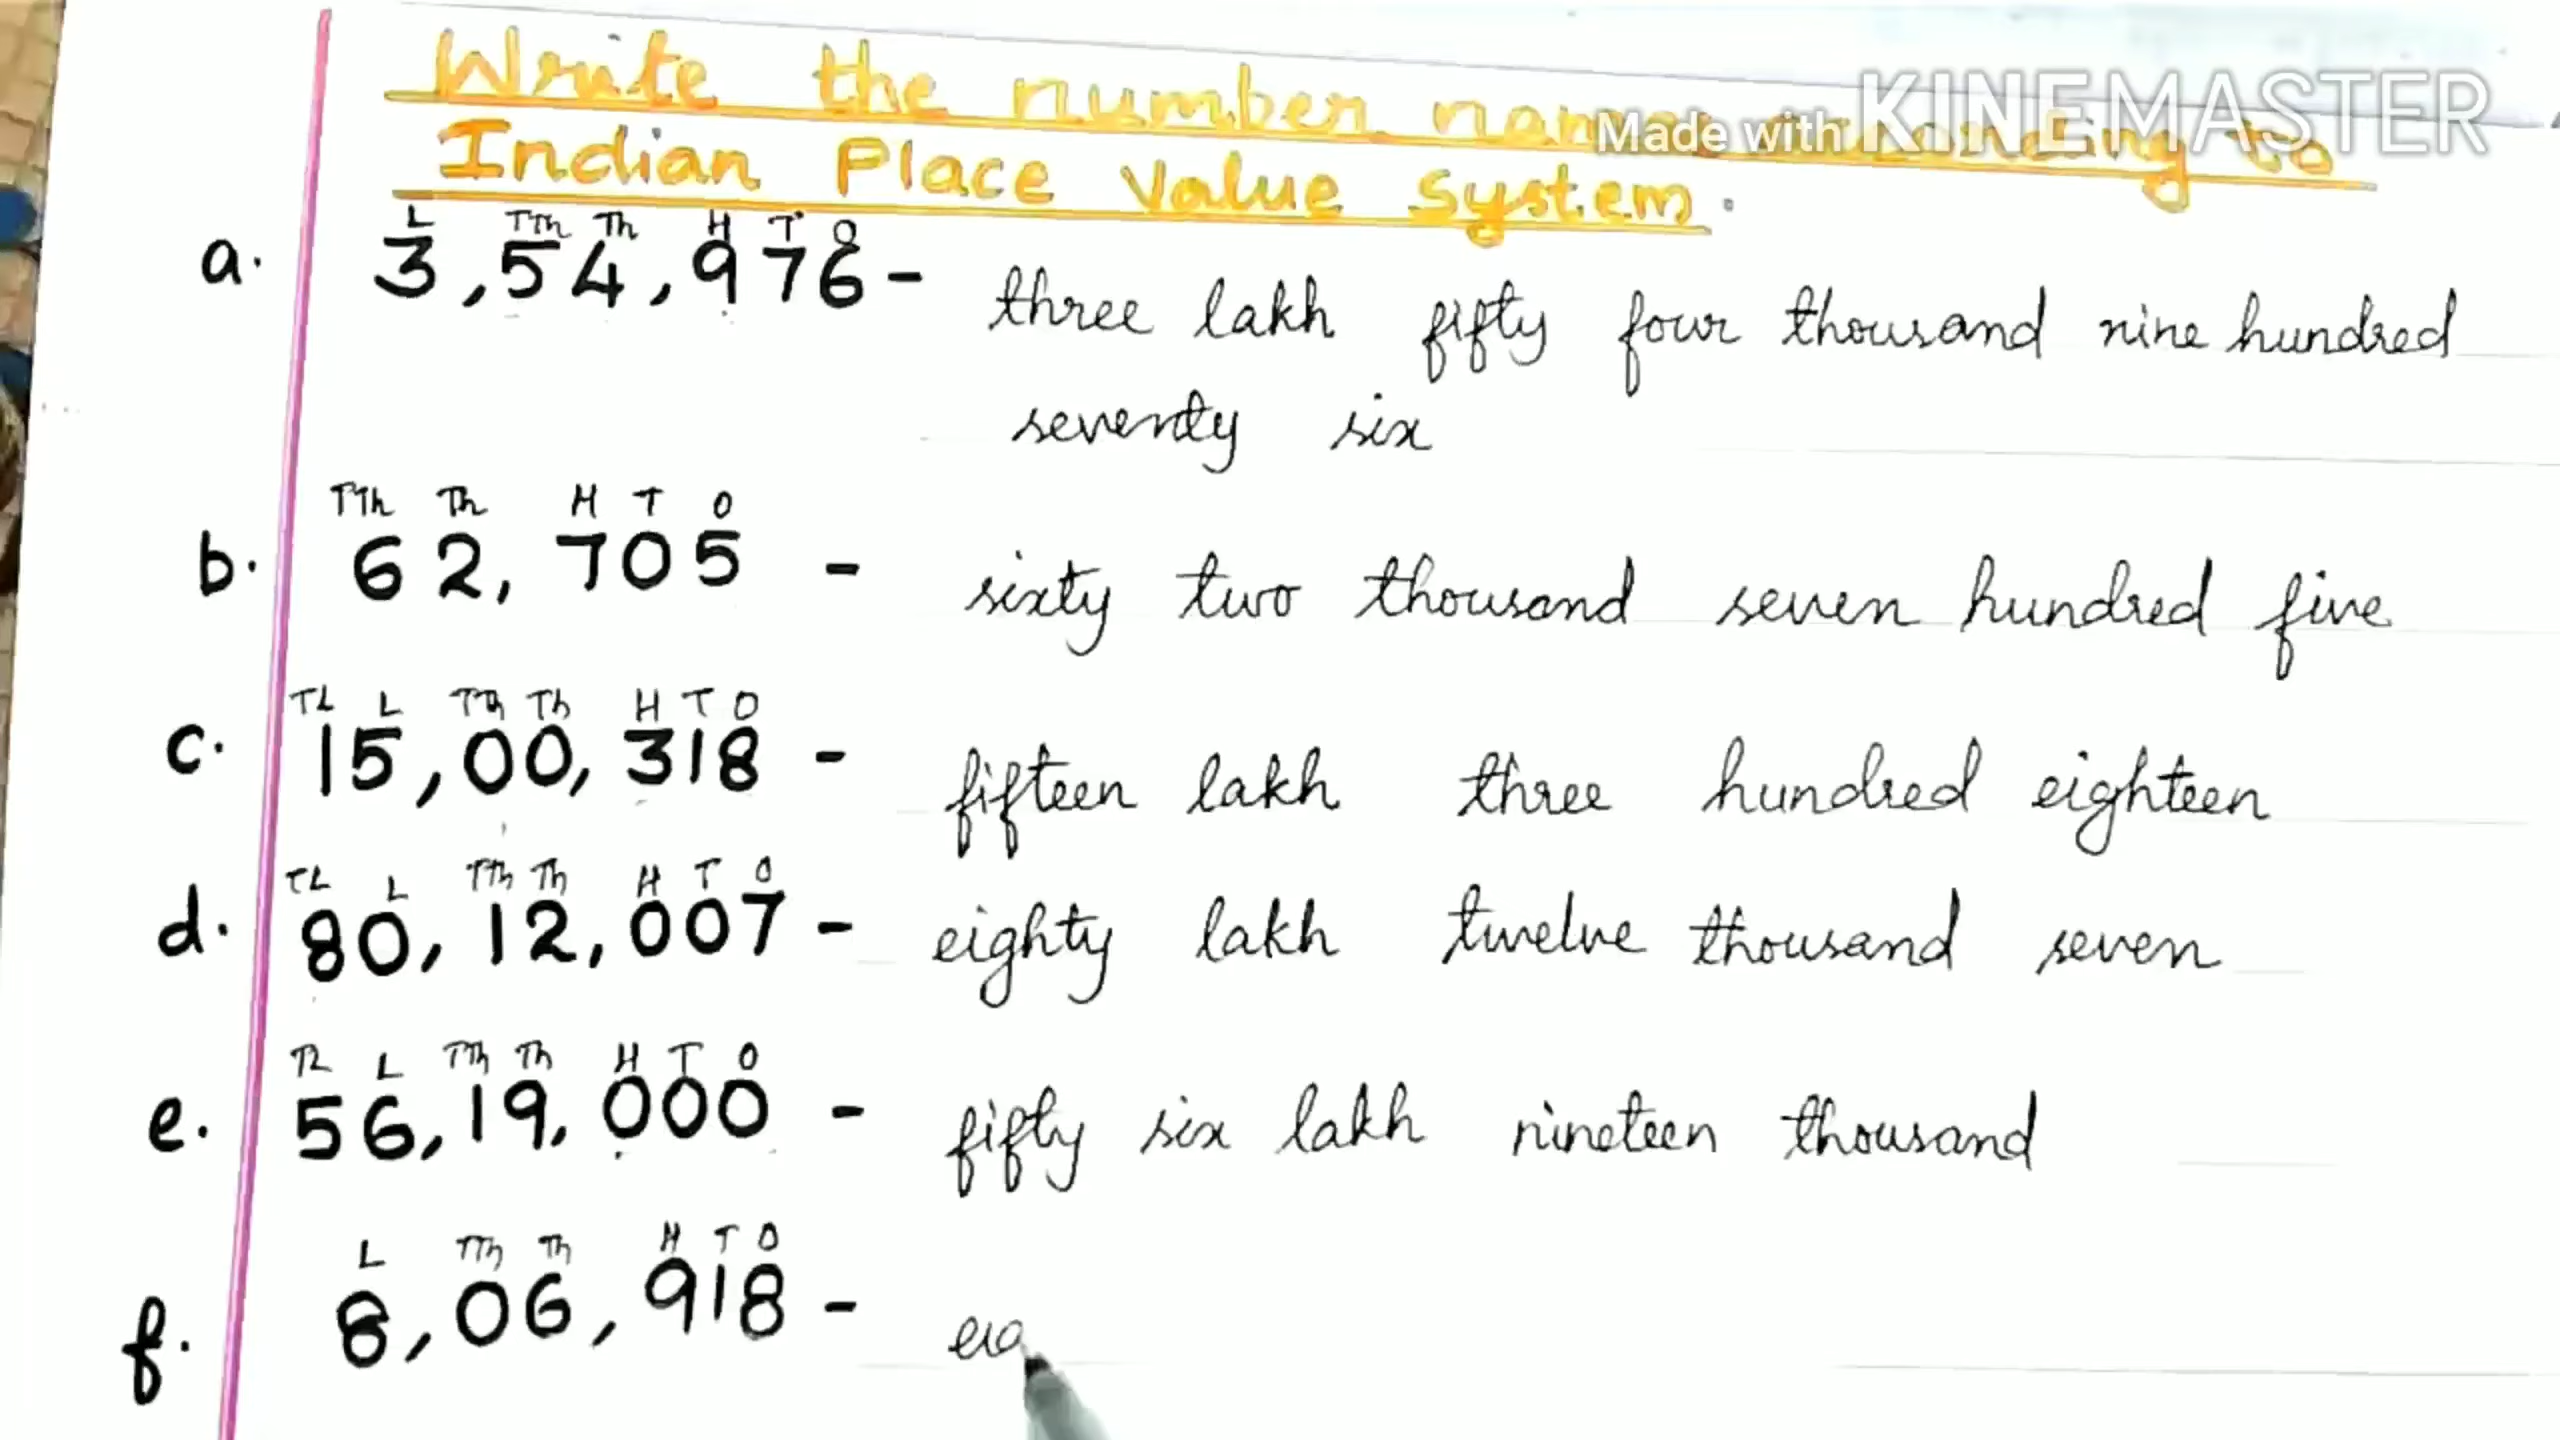 Write the number names according to
Made with KINEMASTER
Indian Place Value System.
L TTh Th H T O
a. 3,54,976 - three lakh fifty four thousand nine hundred
seventy six
TTh Th H T O
b. 62,705 - sixty two thousand seven hundred five
TL L TTh Th H T O
c. 15,00,318 - fifteen lakh three hundred eighteen
TL L TTh Th H T O
d. 80,12,007 - eighty lakh twelve thousand seven
TL L TTh Th H T O
e. 56,19,000 - fifty six lakh nineteen thousand
L TTh Th H T O
f. 8,06,918 - eig